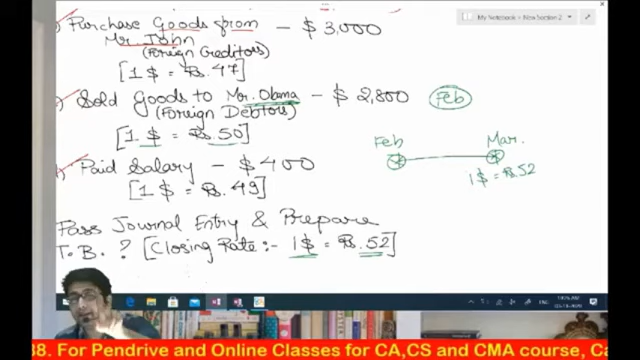 Purchase Goods from — $ 3,000
Mr. John
(Foreign Creditors)
[1 $ = Rs. 47]
Sold Goods to Mr. Obama — $ 2,800 Feb
(Foreign Debtors)
[1 $ = Rs. 50]
Feb Mar.
1 $ = Rs. 52
Paid Salary — $ 400
[1 $ = Rs. 49]
Pass Journal Entry & Prepare
T.B. ? [Closing Rate :- 1 $ = Rs. 52]
My Notebook » New Section 2
ENG
38. For Pendrive and Online Classes for CA,CS and CMA course, Ca